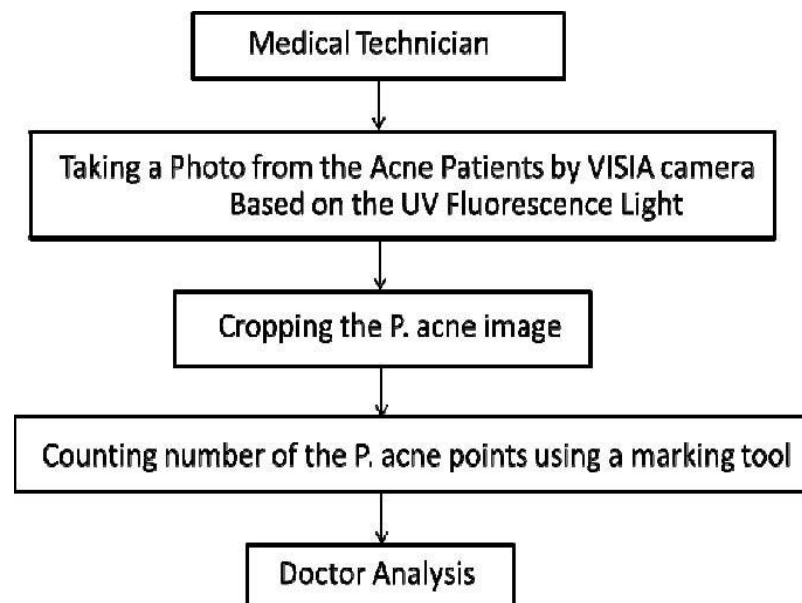 Medical Technician
Taking a Photo from the Acne Patients by VISIA camera
Based on the UV Fluorescence Light
Cropping the P. acne image
Counting number of the P. acne points using a marking tool
Doctor Analysis